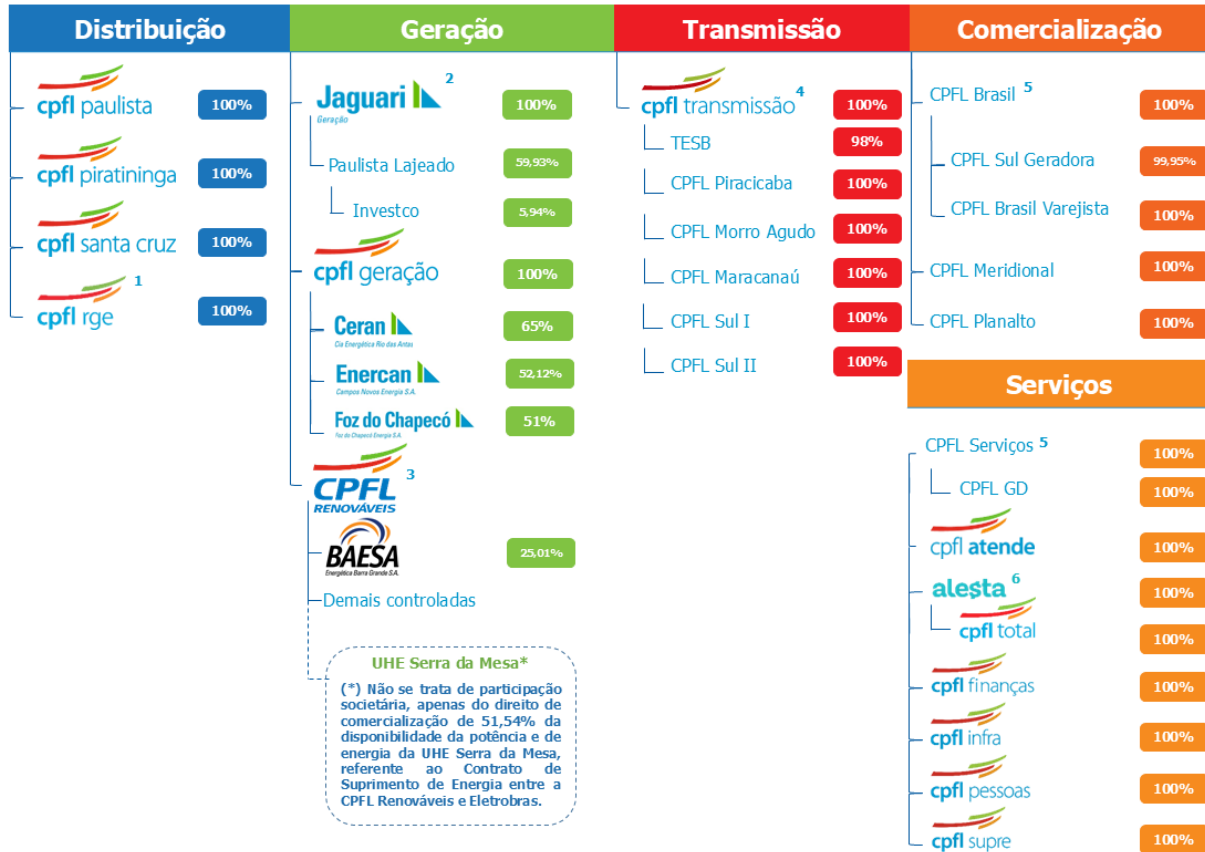 Distribuição
cpfl paulista 100%
cpfl piratininga 100%
cpfl santa cruz 100%
cpfl rge 1 100%
Geração
Jaguari 2 100%
Geração
Paulista Lajeado 59,93%
Investco 5,94%
cpfl geração 100%
Ceran 65%
Cia Energética Rio das Antas
Enercan 52,12%
Campos Novos Energia S.A.
Foz do Chapecó 51%
Foz do Chapecó Energia S.A.
CPFL 3
RENOVÁVEIS
BAESA 25,01%
Energética Barra Grande S.A.
Demais controladas
UHE Serra da Mesa*
(*) Não se trata de participação
societária, apenas do direito de
comercialização de 51,54% da
disponibilidade da potência e de
energia da UHE Serra da Mesa,
referente ao Contrato de
Suprimento de Energia entre a
CPFL Renováveis e Eletrobras.
Transmissão
cpfl transmissão 4 100%
TESB 98%
CPFL Piracicaba 100%
CPFL Morro Agudo 100%
CPFL Maracanaú 100%
CPFL Sul I 100%
CPFL Sul II 100%
Comercialização
CPFL Brasil 5 100%
CPFL Sul Geradora 99,95%
CPFL Brasil Varejista 100%
CPFL Meridional 100%
CPFL Planalto 100%
Serviços
CPFL Serviços 5 100%
CPFL GD 100%
cpfl atende 100%
alesta 6 100%
cpfl total 100%
cpfl finanças 100%
cpfl infra 100%
cpfl pessoas 100%
cpfl supre 100%